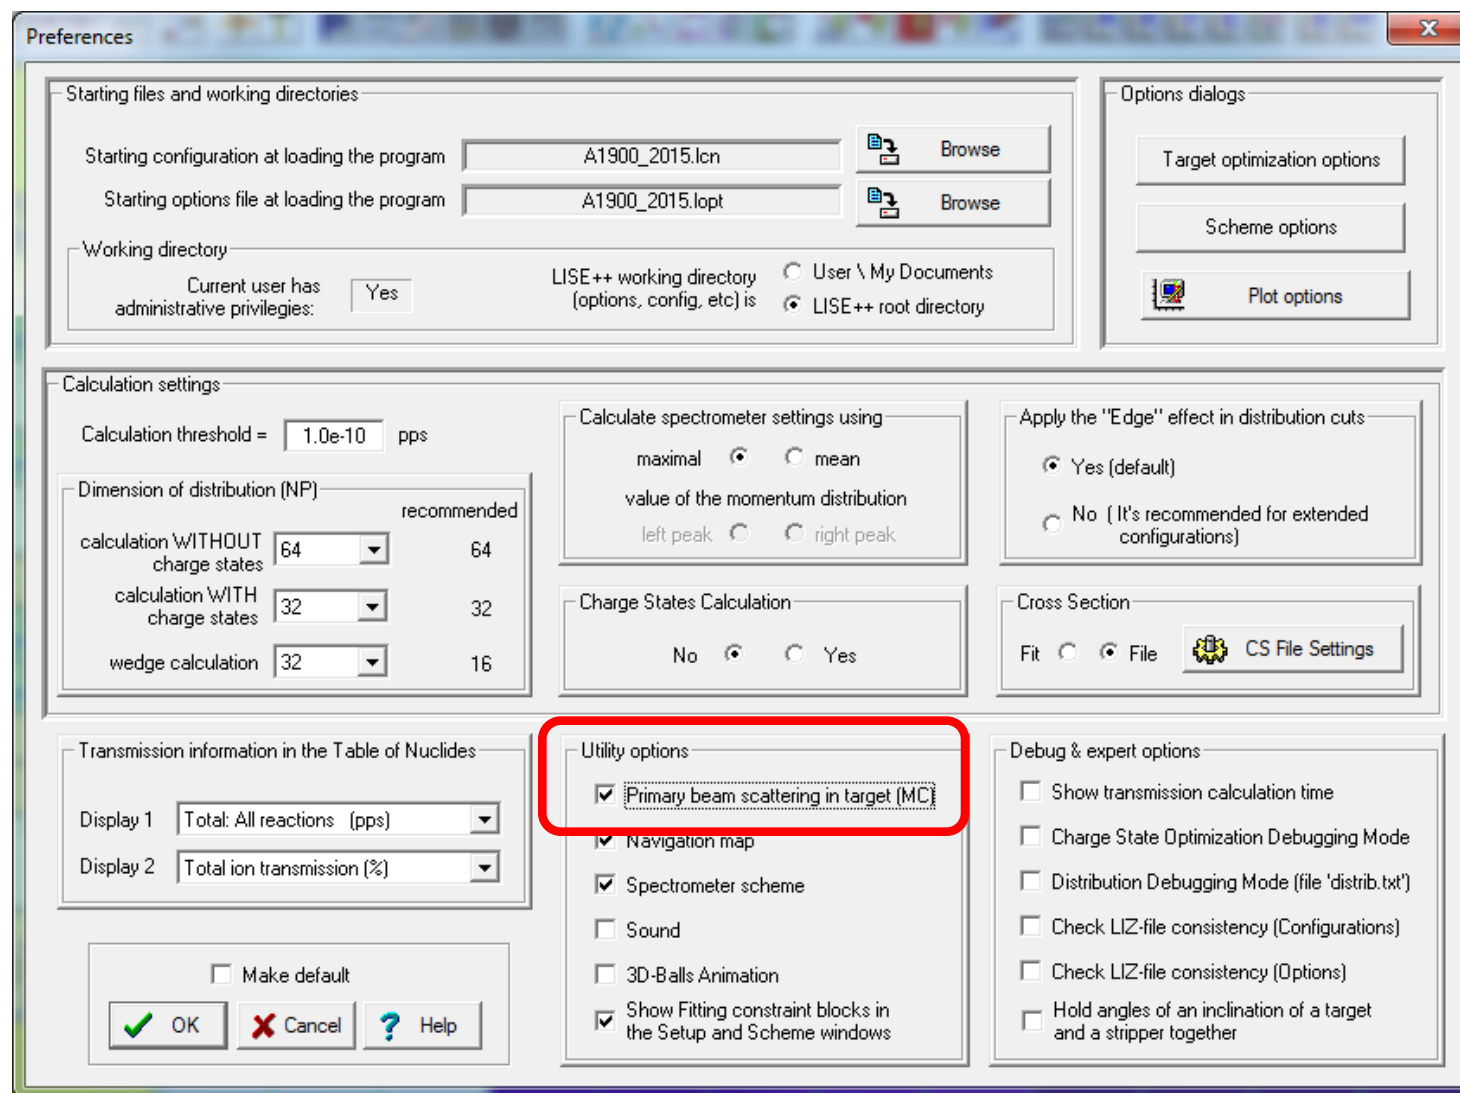 Preferences
x
Starting files and working directories
Starting configuration at loading the program
A1900_2015.lcn
Browse
Starting options file at loading the program
A1900_2015.lopt
Browse
Working directory
Current user has
administrative privilegies:
Yes
LISE++ working directory
(options, config, etc) is
User \ My Documents
LISE++ root directory
Options dialogs
Target optimization options
Scheme options
Plot options
Calculation settings
Calculation threshold =
1.0e-10
pps
Dimension of distribution (NP)
recommended
calculation WITHOUT
charge states
64
64
calculation WITH
charge states
32
32
wedge calculation
32
16
Calculate spectrometer settings using
maximal
mean
value of the momentum distribution
left peak
right peak
Charge States Calculation
No
Yes
Apply the "Edge" effect in distribution cuts
Yes (default)
No ( It's recommended for extended
configurations)
Cross Section
Fit
File
CS File Settings
Transmission information in the Table of Nuclides
Display 1
Total: All reactions (pps)
Display 2
Total ion transmission (%)
Make default
OK
Cancel
? Help
Utility options
Primary beam scattering in target (MC)
Navigation map
Spectrometer scheme
Sound
3D-Balls Animation
Show Fitting constraint blocks in
the Setup and Scheme windows
Debug & expert options
Show transmission calculation time
Charge State Optimization Debugging Mode
Distribution Debugging Mode (file 'distrib.txt')
Check LIZ-file consistency (Configurations)
Check LIZ-file consistency (Options)
Hold angles of an inclination of a target
and a stripper together